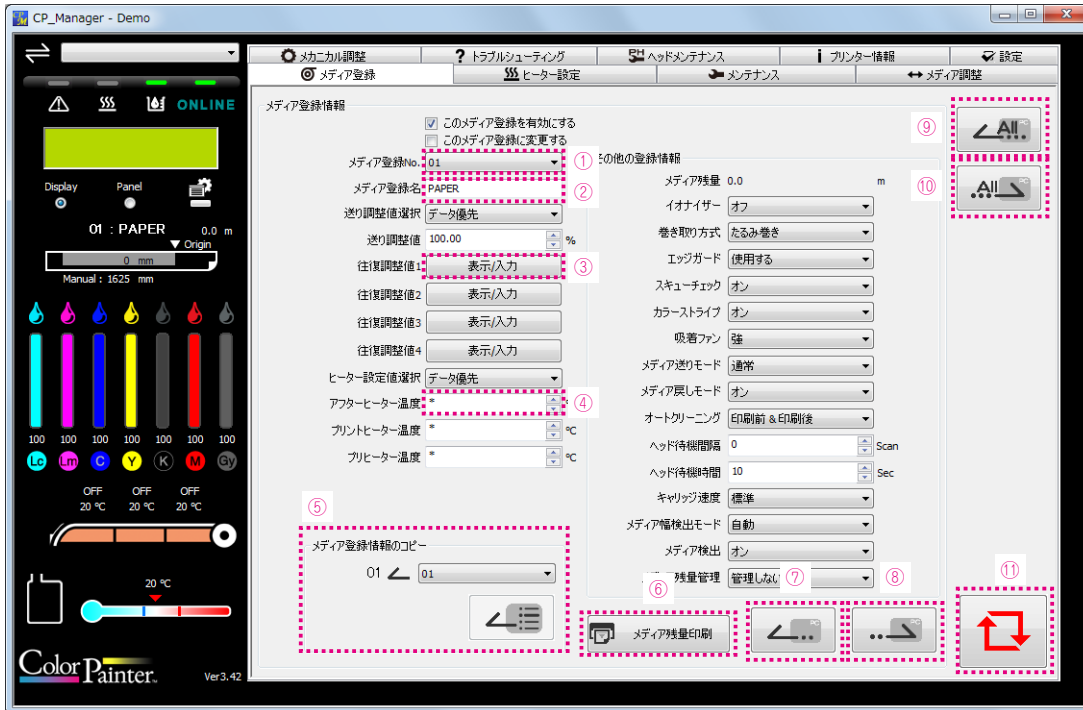 CP_Manager - Demo
メカニカル調整
? トラブルシューティング
PH ヘッドメンテナンス
i プリンター情報
設定
メディア登録
ヒーター設定
メンテナンス
メディア調整
ONLINE
Display
Panel
01 : PAPER
0.0 m
▼ Origin
0 mm
Manual : 1625 mm
100 100 100 100 100 100 100
Lc Lm C Y K M Gy
OFF OFF OFF
20 ℃ 20 ℃ 20 ℃
20 ℃
Color Painter™
Ver3.42
メディア登録情報
このメディア登録を有効にする
このメディア登録に変更する
メディア登録No. 01 ①
メディア登録名 PAPER ②
送り調整値選択 データ優先
送り調整値 100.00 %
往復調整値1 表示/入力 ③
往復調整値2 表示/入力
往復調整値3 表示/入力
往復調整値4 表示/入力
ヒーター設定値選択 データ優先
アフターヒーター温度 * ④
プリントヒーター温度 * ℃
プリヒーター温度 * ℃
⑤
メディア登録情報のコピー
01 01
その他の登録情報
メディア残量 0.0 m
イオナイザー オフ
巻き取り方式 たるみ巻き
エッジガード 使用する
スキューチェック オン
カラーストライプ オン
吸着ファン 強
メディア送りモード 通常
メディア戻しモード オン
オートクリーニング 印刷前 & 印刷後
ヘッド待機間隔 0 Scan
ヘッド待機時間 10 Sec
キャリッジ速度 標準
メディア幅検出モード 自動
メディア検出 オン
残量管理 管理しない
⑥ ⑦ ⑧
メディア残量印刷
PC
PC
⑨ All PC
⑩ All PC
⑪